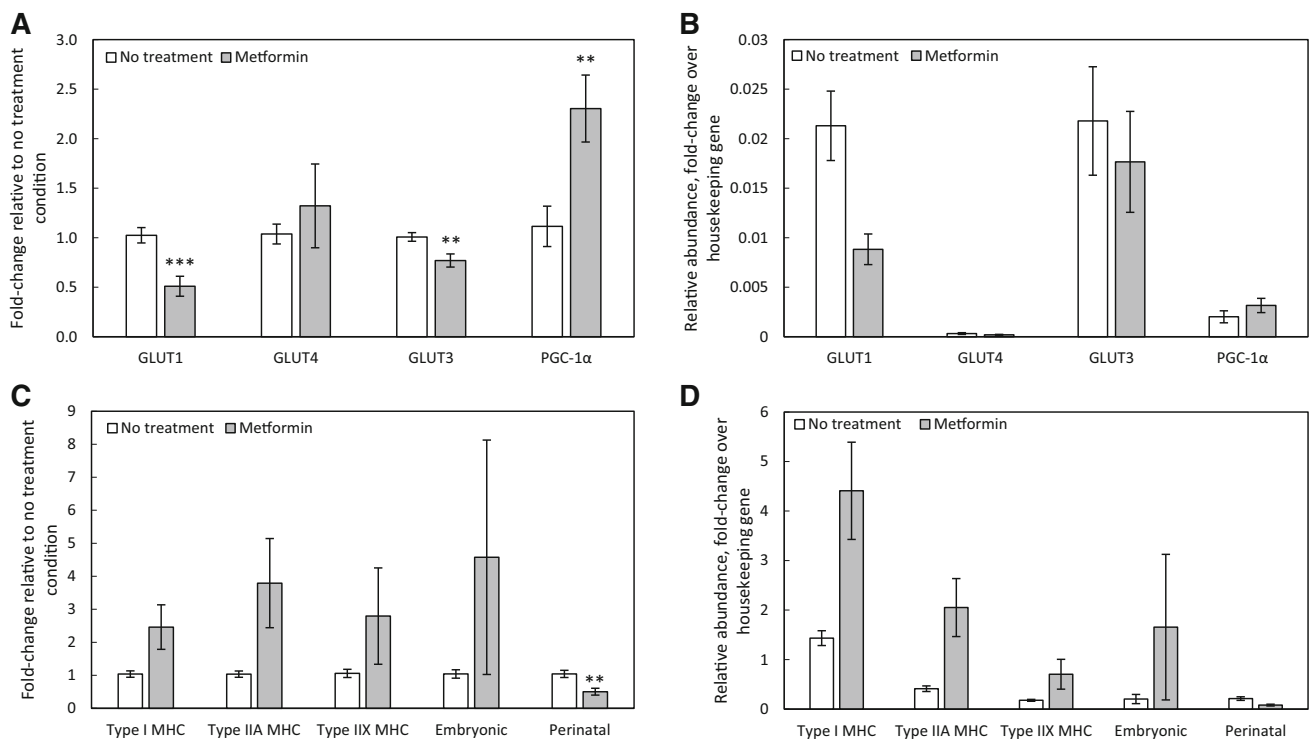 A
Fold-change relative to no treatment
condition
3.0
2.5
2.0
1.5
1.0
0.5
0.0
No treatment Metformin
***
**
**
GLUT1 GLUT4 GLUT3 PGC-1α
B
Relative abundance, fold-change over
housekeeping gene
0.03
0.025
0.02
0.015
0.01
0.005
0
No treatment Metformin
GLUT1 GLUT4 GLUT3 PGC-1α
C
Fold-change relative to no treatment
condition
9
8
7
6
5
4
3
2
1
0
No treatment Metformin
**
Type I MHC Type IIA MHC Type IIX MHC Embryonic Perinatal
D
Relative abundance, fold-change over
housekeeping gene
6
5
4
3
2
1
0
No treatment Metformin
Type I MHC Type IIA MHC Type IIX MHC Embryonic Perinatal